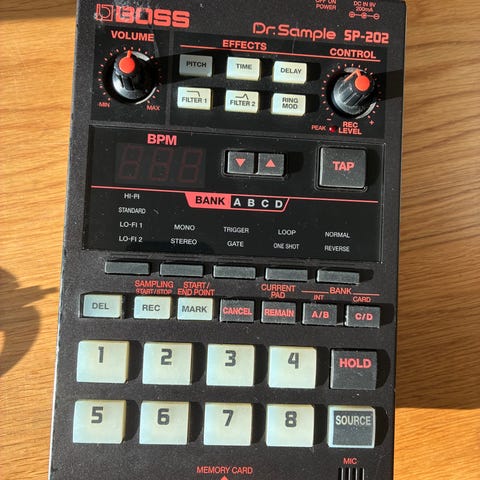 OFF ON
POWER
DC IN 9V
200mA
BOSS
Dr. Sample SP-202
VOLUME
EFFECTS
CONTROL
PITCH TIME DELAY
FILTER 1 FILTER 2 RING MOD
-MIN MAX
PEAK REC LEVEL +
BPM
TAP
BANK A B C D
HI-FI
STANDARD
LO-FI 1
LO-FI 2
MONO
STEREO
TRIGGER
GATE
LOOP
ONE SHOT
NORMAL
REVERSE
SAMPLING
START/STOP
START/
END POINT
CURRENT
PAD
BANK
INT CARD
DEL REC MARK CANCEL REMAIN A/B C/D
1 2 3 4 HOLD
5 6 7 8 SOURCE
MIC
MEMORY CARD